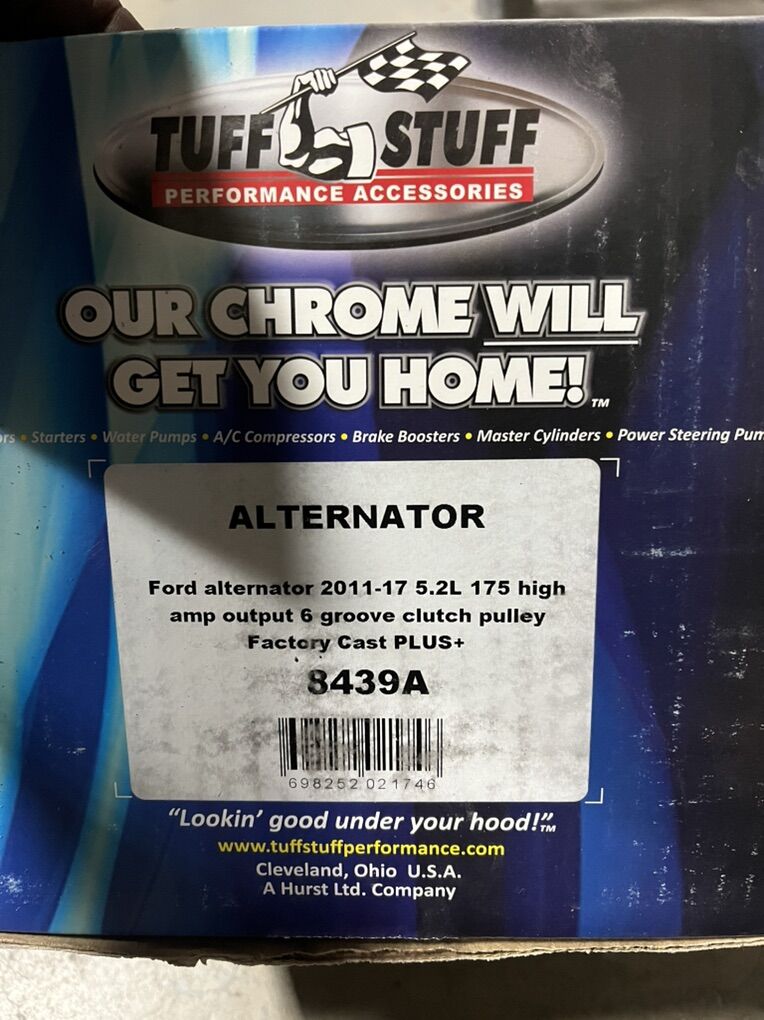 TUFF STUFF
PERFORMANCE ACCESSORIES
OUR CHROME WILL
GET YOU HOME!™
• Starters • Water Pumps • A/C Compressors • Brake Boosters • Master Cylinders • Power Steering
ALTERNATOR
Ford alternator 2011-17 5.2L 175 high
amp output 6 groove clutch pulley
Factory Cast PLUS+
8439A
698252 021746
"Lookin' good under your hood!"™
www.tuffstuffperformance.com
Cleveland, Ohio U.S.A.
A Hurst Ltd. Company